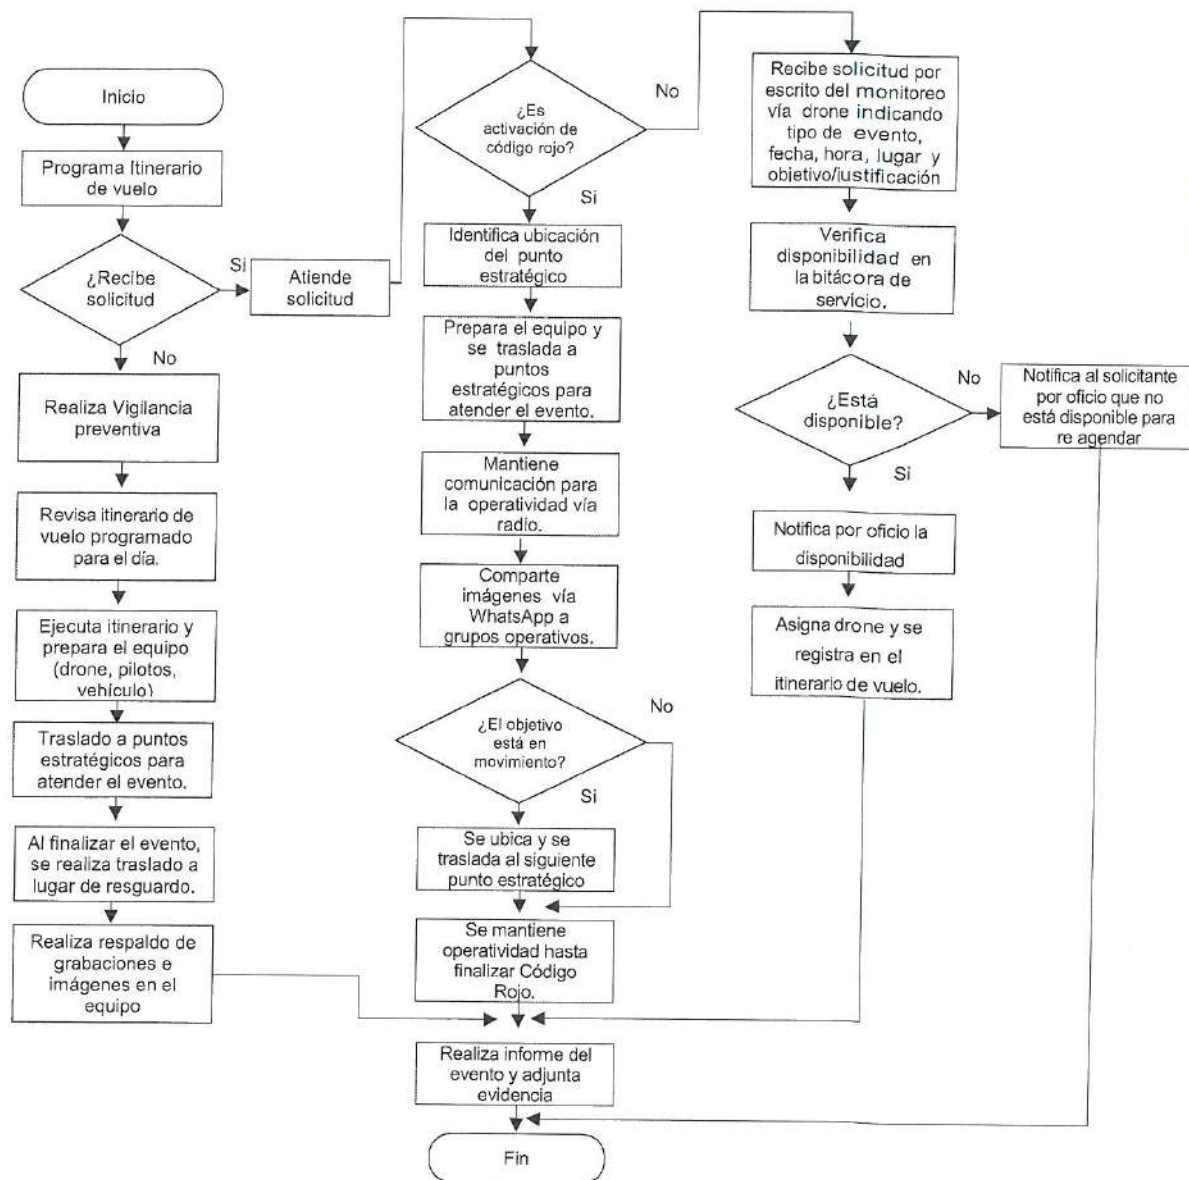 Inicio
Programa Itinerario
de vuelo
¿Recibe
solicitud
Si
Atiende
solicitud
No
Realiza Vigilancia
preventiva
Revisa itinerario de
vuelo programado
para el día.
Ejecuta itinerario y
prepara el equipo
(drone, pilotos,
vehículo)
Traslado a puntos
estratégicos para
atender el evento.
Al finalizar el evento,
se realiza traslado a
lugar de resguardo.
Realiza respaldo de
grabaciones e
imágenes en el
equipo
¿Es
activación de
código rojo?
No
Si
Identifica ubicación
del punto
estratégico
Prepara el equipo y
se traslada a
puntos
estratégicos para
atender el evento.
Mantiene
comunicación para
la operatividad vía
radio.
Comparte
imágenes vía
WhatsApp a
grupos operativos.
¿El objetivo
está en
movimiento?
No
Si
Se ubica y se
traslada al siguiente
punto estratégico
Se mantiene
operatividad hasta
finalizar Código
Rojo.
Realiza informe del
evento y adjunta
evidencia
Fin
Recibe solicitud por
escrito del monitoreo
vía drone indicando
tipo de evento,
fecha, hora, lugar y
objetivo/justificación
Verifica
disponibilidad en
la bitácora de
servicio.
¿Está
disponible?
No
Si
Notifica al solicitante
por oficio que no
está disponible para
re agendar
Notifica por oficio la
disponibilidad
Asigna drone y se
registra en el
itinerario de vuelo.